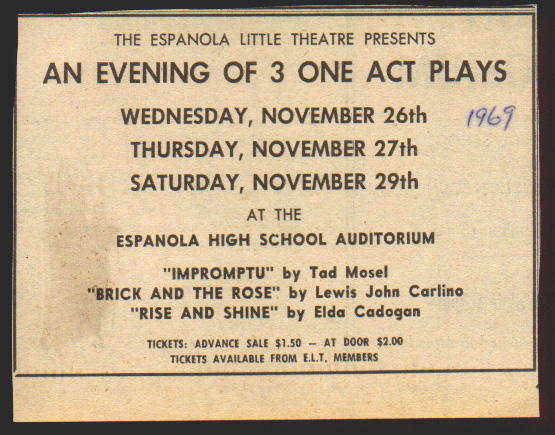 THE ESPANOLA LITTLE THEATRE PRESENTS
AN EVENING OF 3 ONE ACT PLAYS
WEDNESDAY, NOVEMBER 26th
1969
THURSDAY, NOVEMBER 27th
SATURDAY, NOVEMBER 29th
AT THE
ESPANOLA HIGH SCHOOL AUDITORIUM
"IMPROMPTU" by Tad Mosel
"BRICK AND THE ROSE" by Lewis John Carlino
"RISE AND SHINE" by Elda Cadogan
TICKETS: ADVANCE SALE $1.50 — AT DOOR $2.00
TICKETS AVAILABLE FROM E.L.T. MEMBERS